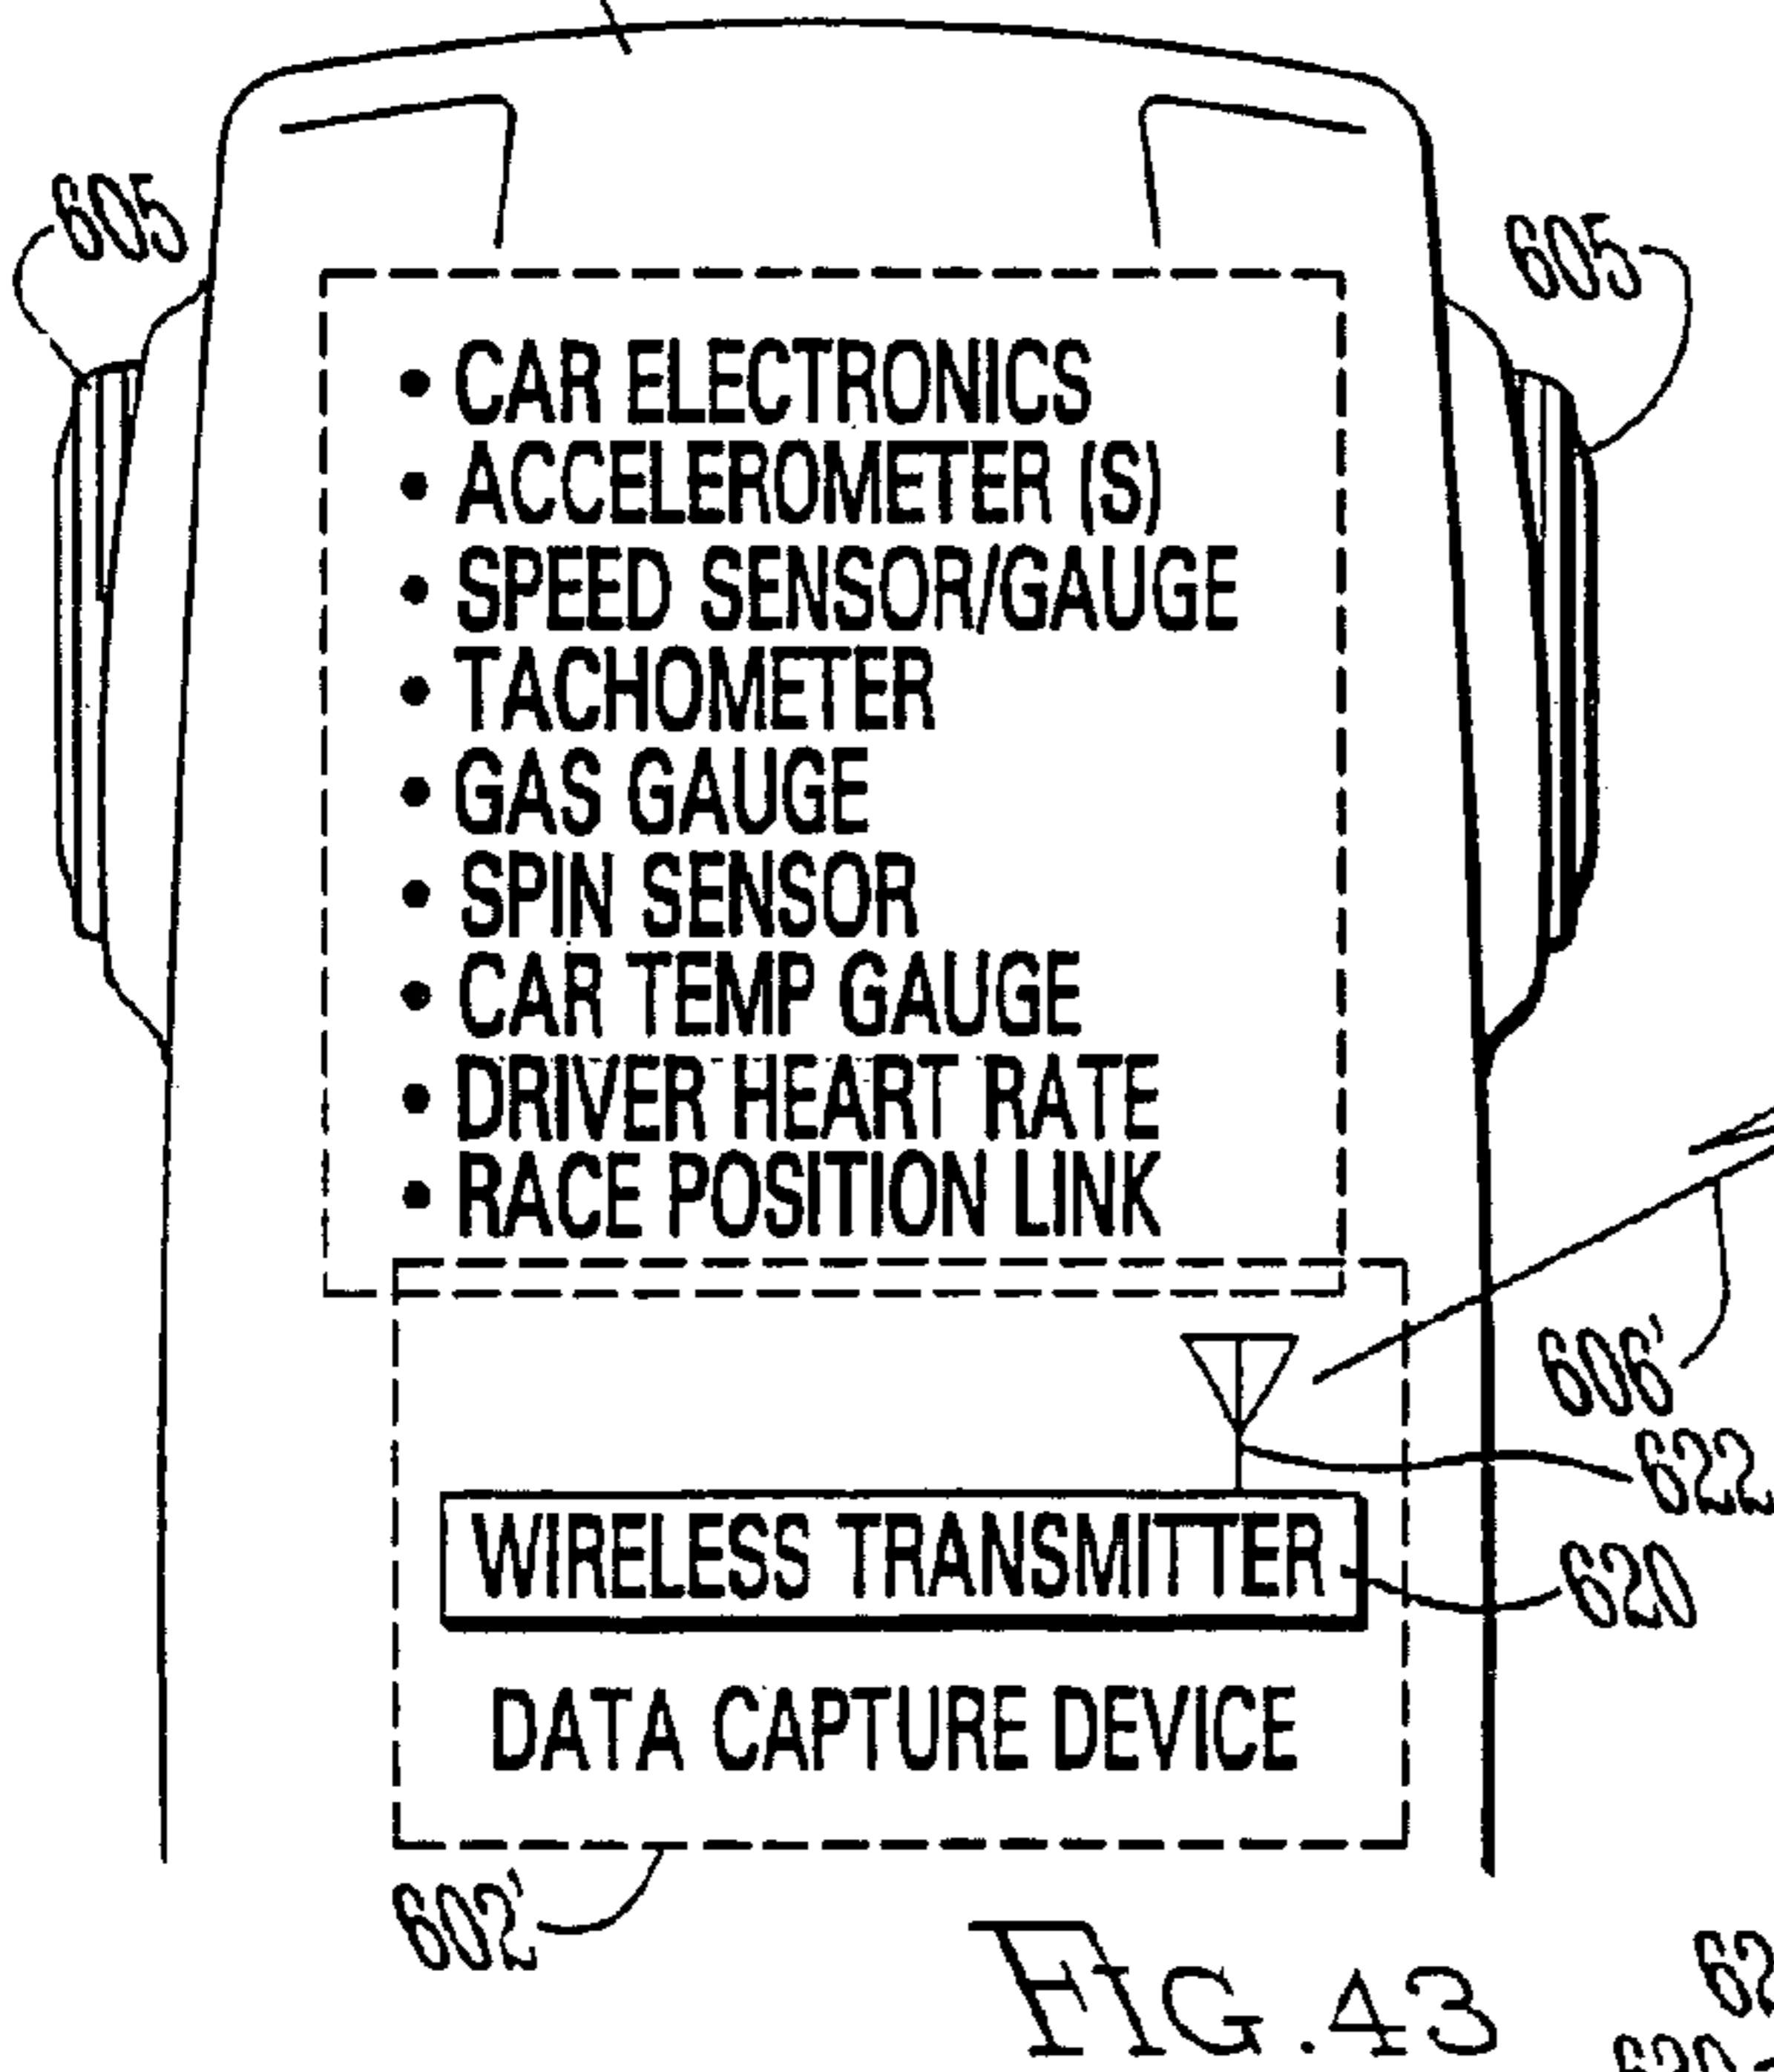 605
605
• CAR ELECTRONICS
• ACCELEROMETER (S)
• SPEED SENSOR/GAUGE
• TACHOMETER
• GAS GAUGE
• SPIN SENSOR
• CAR TEMP GAUGE
• DRIVER HEART RATE
• RACE POSITION LINK
606'
622
WIRELESS TRANSMITTER
620
DATA CAPTURE DEVICE
602'
FIG.43